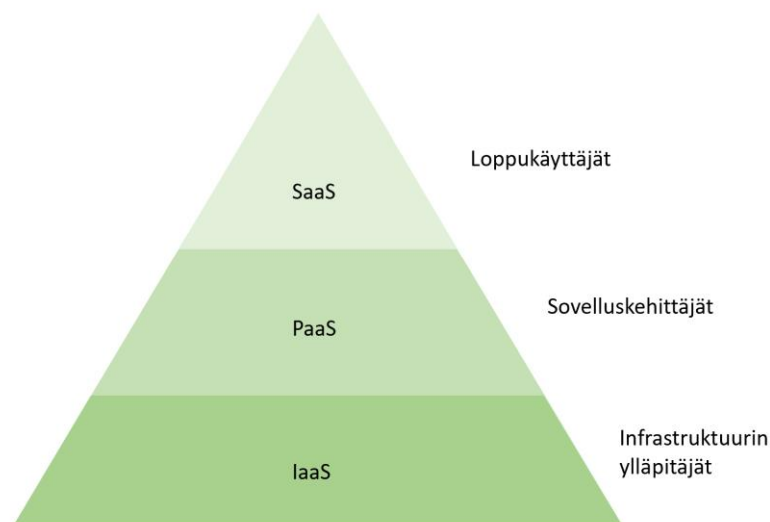 Loppukäyttäjät
SaaS
Sovelluskehittäjät
PaaS
Infrastruktuurin
ylläpitäjät
IaaS